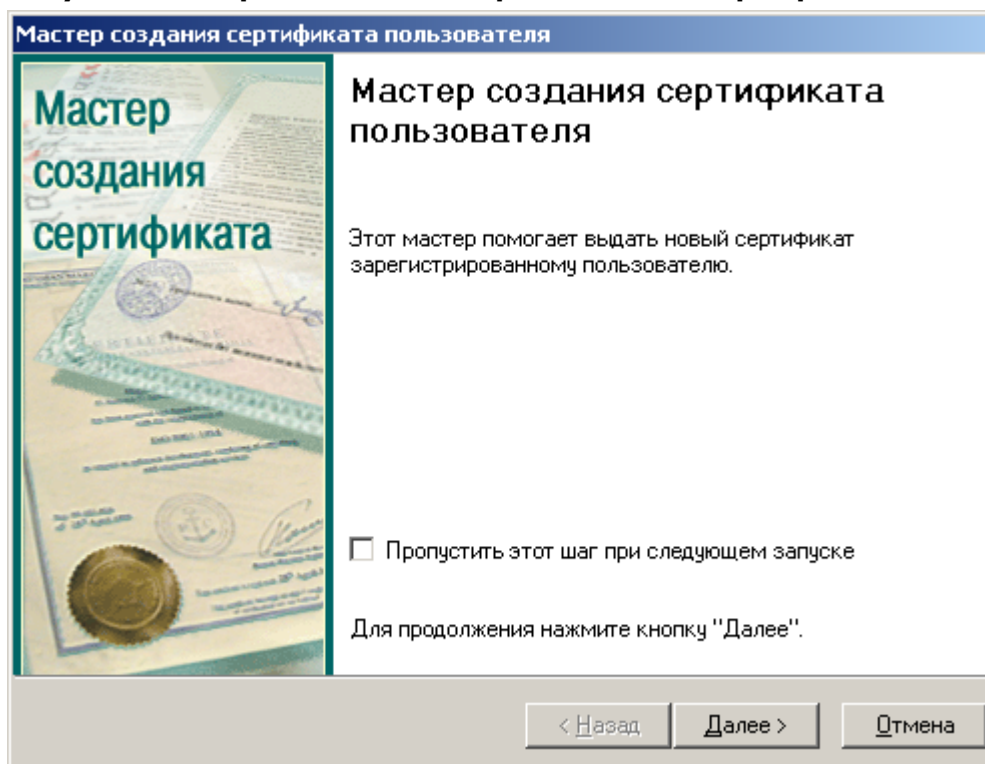 Мастер создания сертификата пользователя
Мастер
создания
сертификата
Мастер создания сертификата
пользователя
Этот мастер помогает выдать новый сертификат
зарегистрированному пользователю.
Пропустить этот шаг при следующем запуске
Для продолжения нажмите кнопку "Далее".
< Назад
Далее >
Отмена